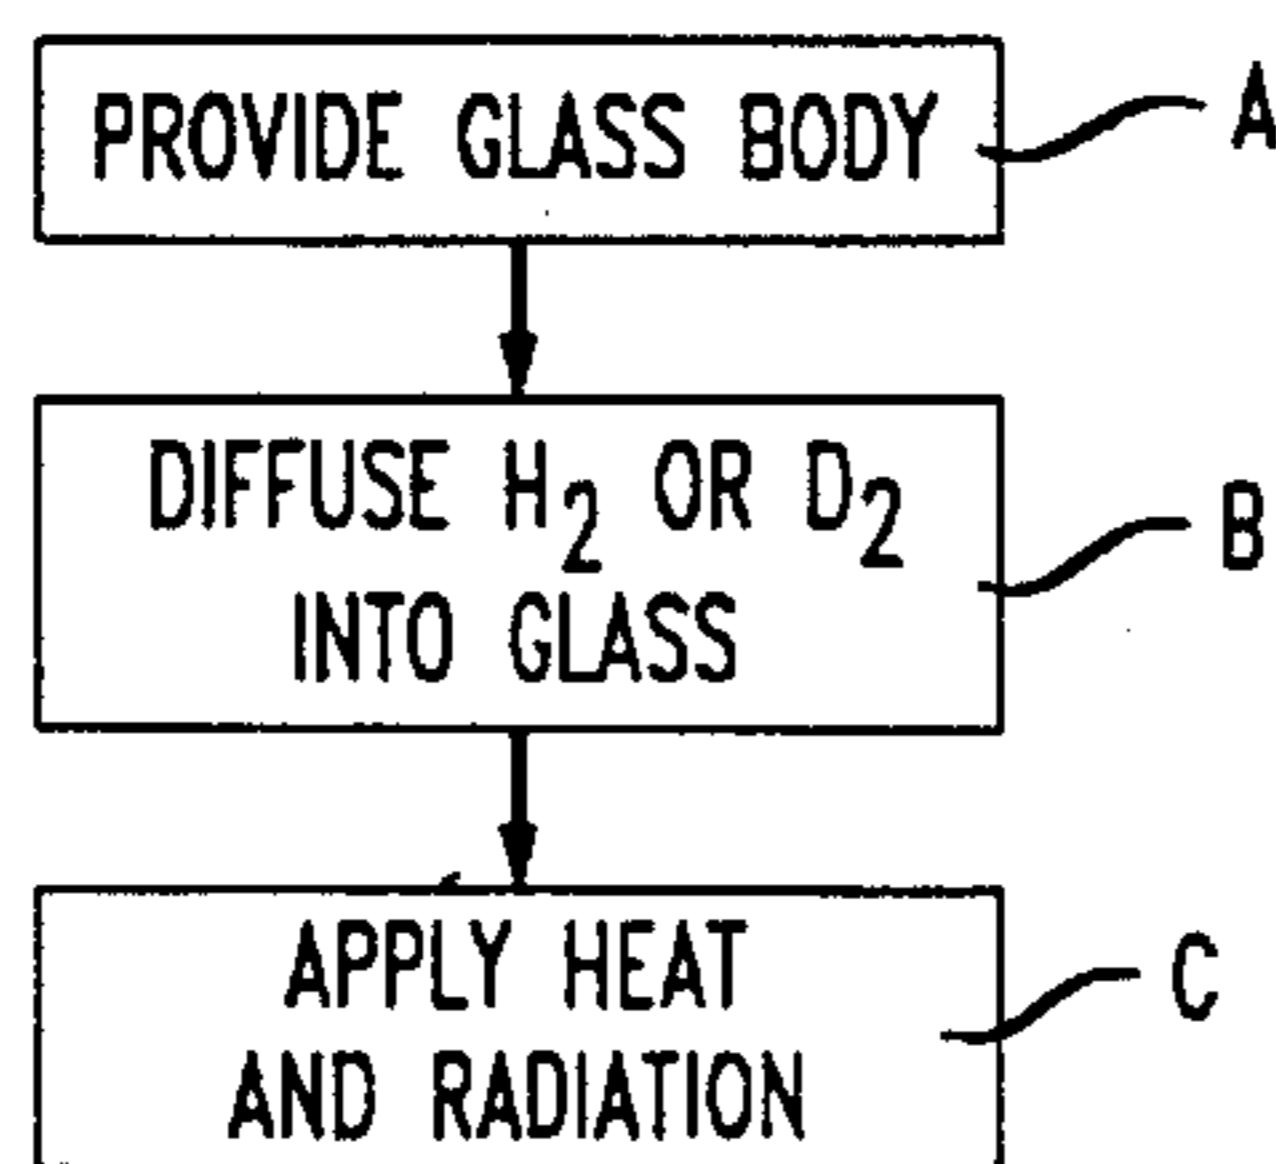 PROVIDE GLASS BODY
A
DIFFUSE H₂ OR D₂
INTO GLASS
B
APPLY HEAT
AND RADIATION
C